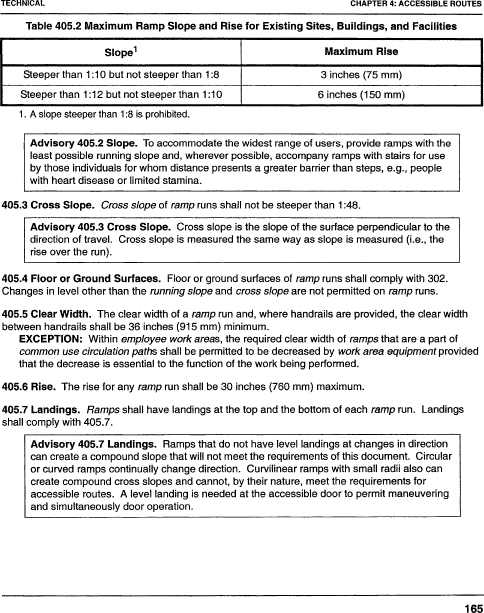 TECHNICAL
CHAPTER 4: ACCESSIBLE ROUTES
Table 405.2 Maximum Ramp Slope and Rise for Existing Sites, Buildings, and Facilities
Slope1
Maximum Rise
Steeper than 1:10 but not steeper than 1:8
3 inches (75 mm)
Steeper than 1:12 but not steeper than 1:10
6 inches (150 mm)
1. A slope steeper than 1:8 is prohibited.
Advisory 405.2 Slope. To accommodate the widest range of users, provide ramps with the
least possible running slope and, wherever possible, accompany ramps with stairs for use
by those individuals for whom distance presents a greater barrier than steps, e.g., people
with heart disease or limited stamina.
405.3 Cross Slope. Cross slope of ramp runs shall not be steeper than 1:48.
Advisory 405.3 Cross Slope. Cross slope is the slope of the surface perpendicular to the
direction of travel. Cross slope is measured the same way as slope is measured (i.e., the
rise over the run).
405.4 Floor or Ground Surfaces. Floor or ground surfaces of ramp runs shall comply with 302.
Changes in level other than the running slope and cross slope are not permitted on ramp runs.
405.5 Clear Width. The clear width of a ramp run and, where handrails are provided, the clear width
between handrails shall be 36 inches (915 mm) minimum.
EXCEPTION: Within employee work areas, the required clear width of ramps that are a part of
common use circulation paths shall be permitted to be decreased by work area equipment provided
that the decrease is essential to the function of the work being performed.
405.6 Rise. The rise for any ramp run shall be 30 inches (760 mm) maximum.
405.7 Landings. Ramps shall have landings at the top and the bottom of each ramp run. Landings
shall comply with 405.7.
Advisory 405.7 Landings. Ramps that do not have level landings at changes in direction
can create a compound slope that will not meet the requirements of this document. Circular
or curved ramps continually change direction. Curvilinear ramps with small radii also can
create compound cross slopes and cannot, by their nature, meet the requirements for
accessible routes. A level landing is needed at the accessible door to permit maneuvering
and simultaneously door operation.
165